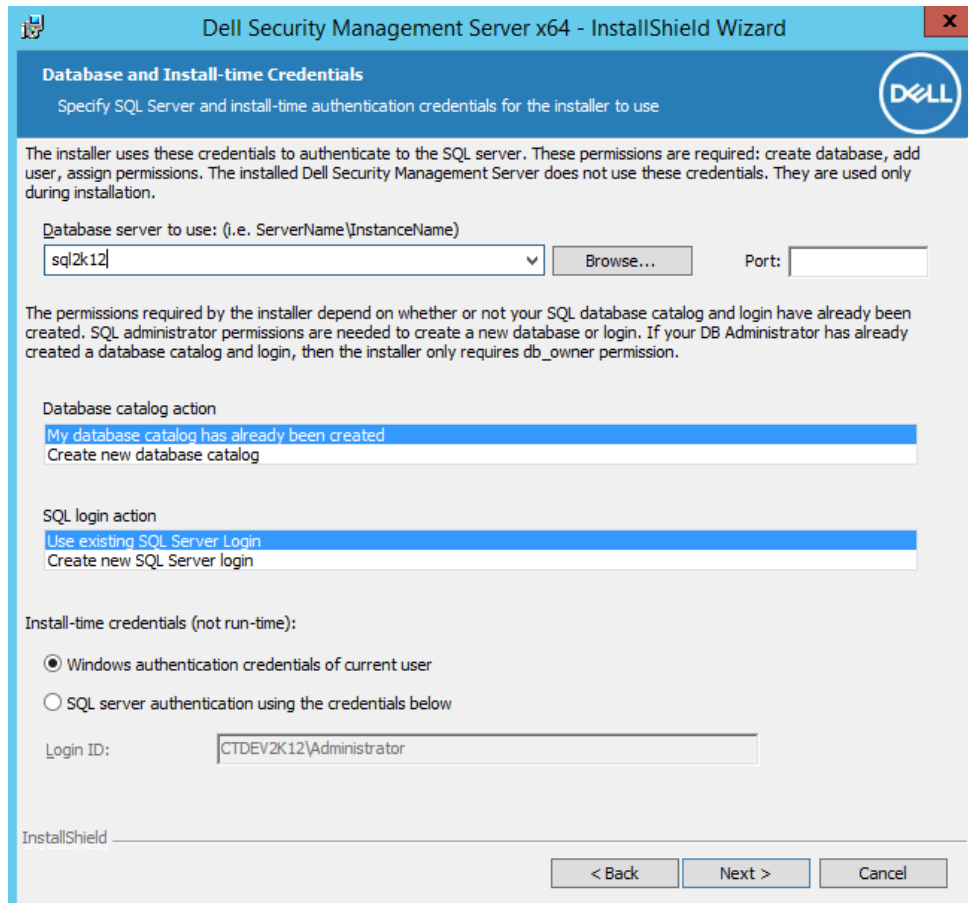 Dell Security Management Server x64 - InstallShield Wizard
x
Database and Install-time Credentials
Specify SQL Server and install-time authentication credentials for the installer to use
DELL
The installer uses these credentials to authenticate to the SQL server. These permissions are required: create database, add
user, assign permissions. The installed Dell Security Management Server does not use these credentials. They are used only
during installation.
Database server to use: (i.e. ServerName\InstanceName)
sql2k12
Browse...
Port:
The permissions required by the installer depend on whether or not your SQL database catalog and login have already been
created. SQL administrator permissions are needed to create a new database or login. If your DB Administrator has already
created a database catalog and login, then the installer only requires db_owner permission.
Database catalog action
My database catalog has already been created
Create new database catalog
SQL login action
Use existing SQL Server Login
Create new SQL Server login
Install-time credentials (not run-time):
Windows authentication credentials of current user
SQL server authentication using the credentials below
Login ID:
CTDEV2K12\Administrator
InstallShield
< Back
Next >
Cancel